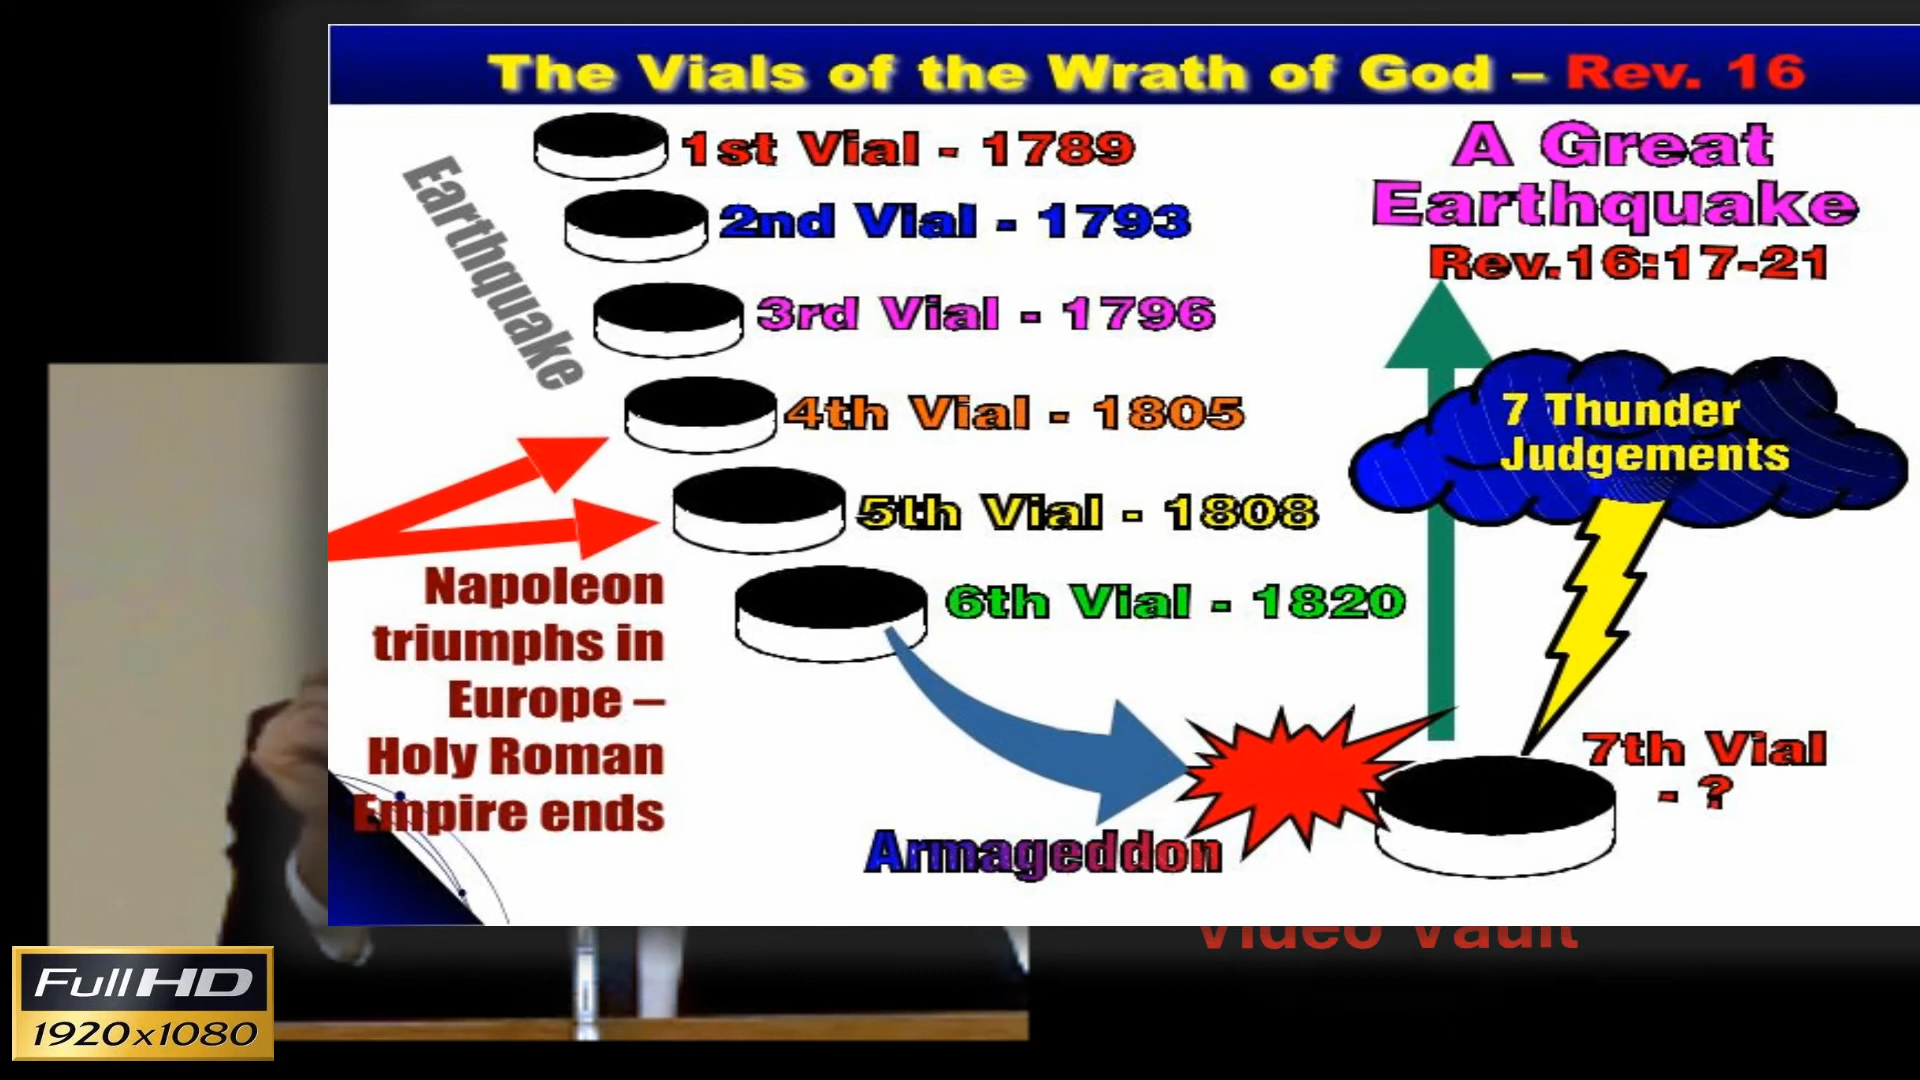 The Vials of the Wrath of God – Rev. 16
Earthquake
1st Vial - 1789
2nd Vial - 1793
3rd Vial - 1796
4th Vial - 1805
5th Vial - 1808
6th Vial - 1820
Napoleon
triumphs in
Europe –
Holy Roman
Empire ends
Armageddon
A Great
Earthquake
Rev.16:17-21
7 Thunder
Judgements
7th Vial
- ?
Video Vault
Full HD
1920x1080